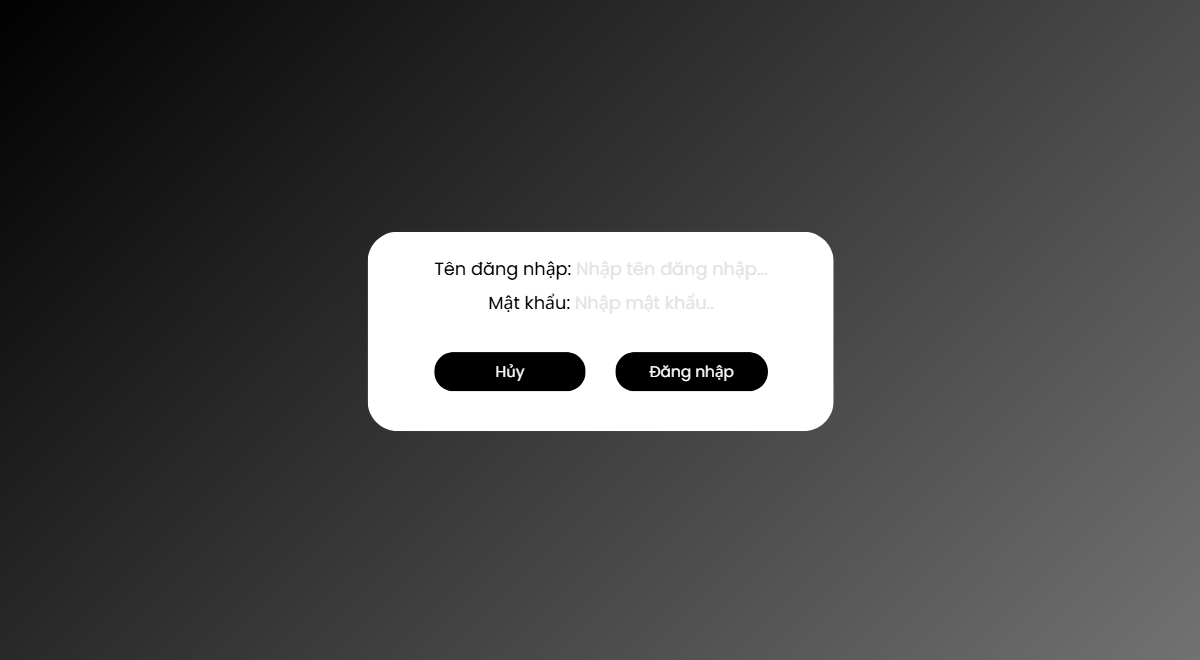 Tên đăng nhập: Nhập tên đăng nhập...
Mật khẩu: Nhập mật khẩu..
Hủy Đăng nhập